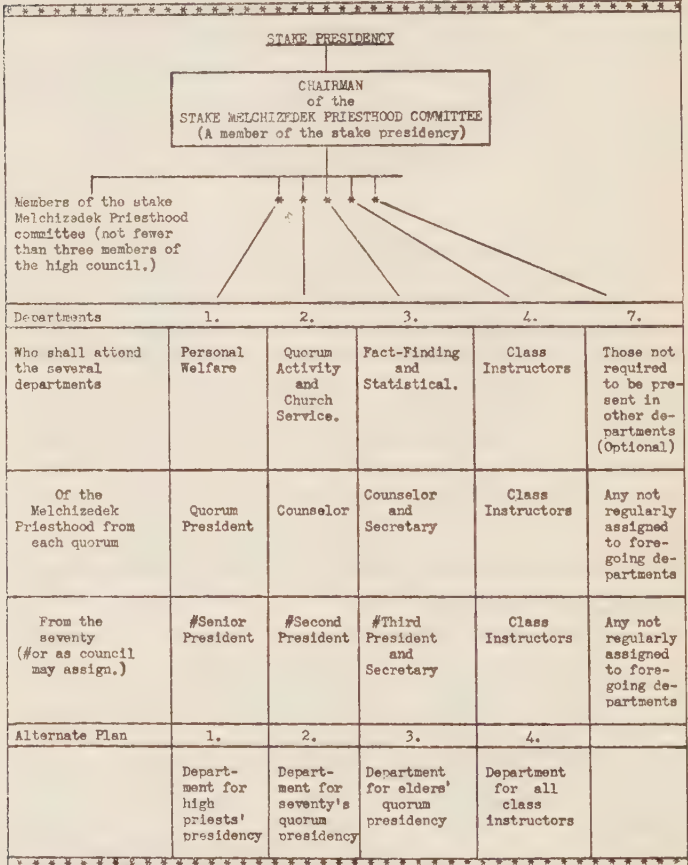 STAKE PRESIDENCY
CHAIRMAN
of the
STAKE MELCHIZEDEK PRIESTHOOD COMMITTEE
(A member of the stake presidency)
Members of the stake
Melchizedek Priesthood
committee (not fewer
than three members of
the high council.)
* * * * *
Departments 1. 2. 3. 4. 7.
Who shall attend
the several
departments
Personal
Welfare
Quorum
Activity
and
Church
Service.
Fact-Finding
and
Statistical.
Class
Instructors
Those not
required
to be pre-
sent in
other de-
partments
(Optional)
Of the
Melchizedek
Priesthood from
each quorum
Quorum
President
Counselor
Counselor
and
Secretary
Class
Instructors
Any not
regularly
assigned
to fore-
going de-
partments
From the
seventy
(#or as council
may assign.)
#Senior
President
#Second
President
#Third
President
and
Secretary
Class
Instructors
Any not
regularly
assigned
to fore-
going de-
partments
Alternate Plan 1. 2. 3. 4.
Depart-
ment for
high
priests'
presidency
Depart-
ment for
seventy's
quorum
presidency
Department
for elders'
quorum
presidency
Department
for all
class
instructors